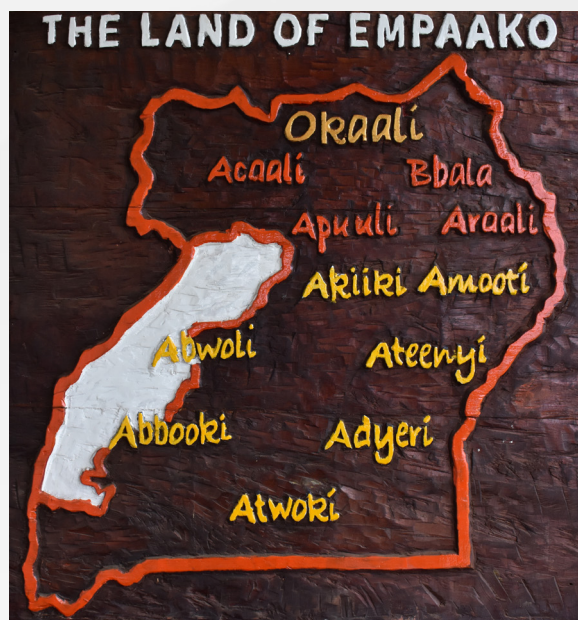 THE LAND OF EMPAAKO
Okaali
Acaali Bbala
Apuuli Araali
Akiiki Amooti
Abwoli Ateenyi
Abbooki Adyeri
Atwoki